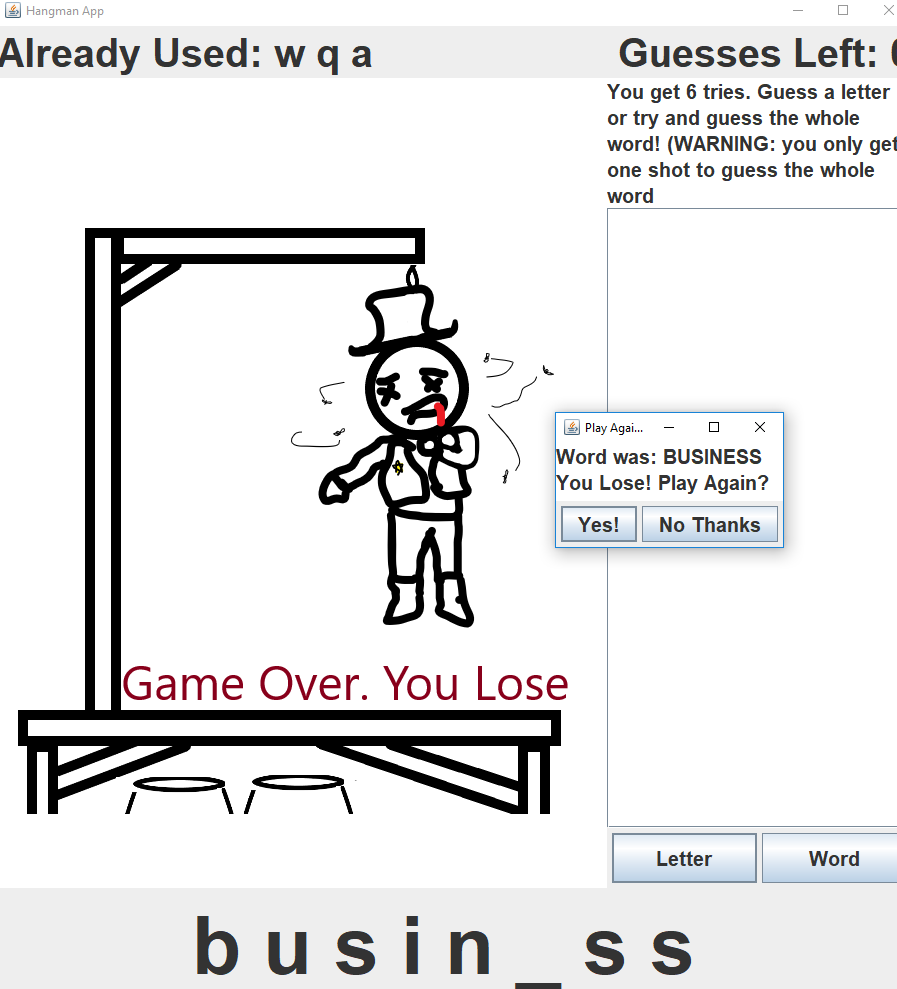 Hangman App
Already Used: w q a
Guesses Left: 0
You get 6 tries. Guess a letter
or try and guess the whole
word! (WARNING: you only get
one shot to guess the whole
word
Play Agai...
Word was: BUSINESS
You Lose! Play Again?
Yes!
No Thanks
Game Over. You Lose
Letter
Word
b u s i n _ s s